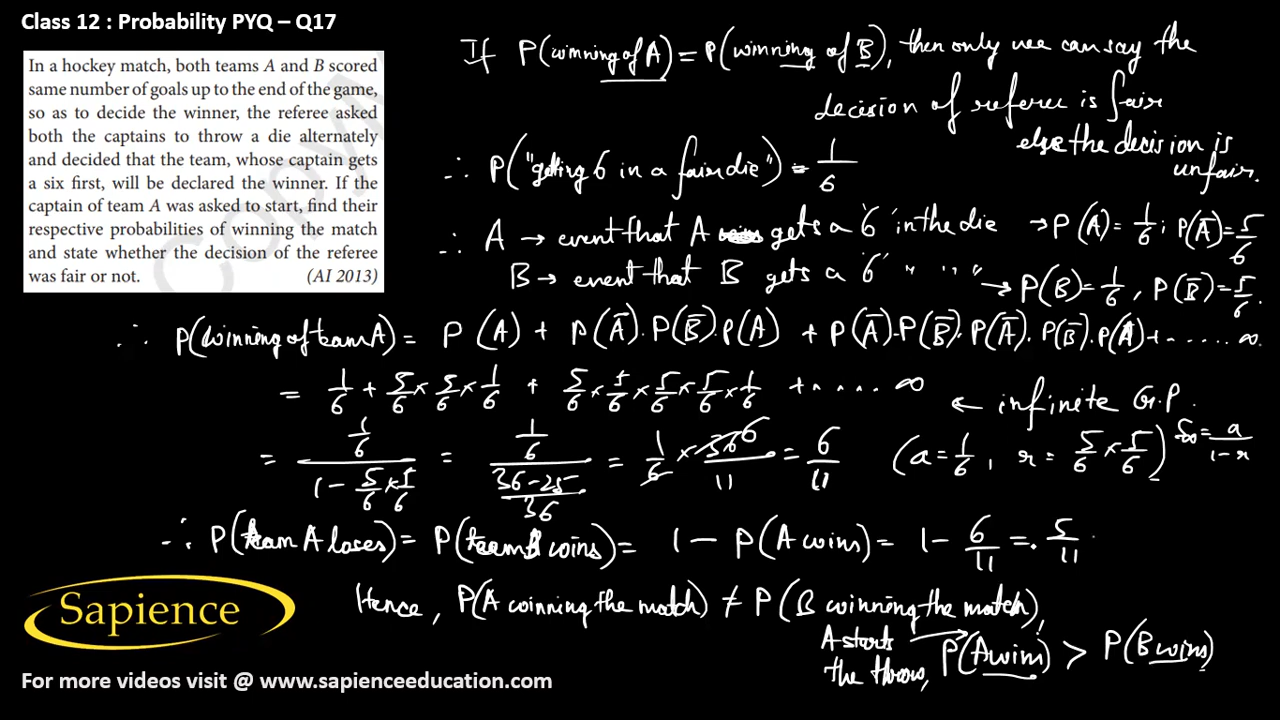 Class 12 : Probability PYQ – Q17
In a hockey match, both teams A and B scored
same number of goals up to the end of the game,
so as to decide the winner, the referee asked
both the captains to throw a die alternately
and decided that the team, whose captain gets
a six first, will be declared the winner. If the
captain of team A was asked to start, find their
respective probabilities of winning the match
and state whether the decision of the referee
was fair or not. (AI 2013)
If P(winning of A) = P(winning of B), then only we can say the
decision of referee is fair
else the decision is
unfair.
∴ P("getting 6 in a fair die") = 1/6
∴ A → event that A gets a '6' in the die → P(A) = 1/6 ; P(A̅) = 5/6
B → event that B gets a '6' " " " → P(B) = 1/6, P(B̅) = 5/6.
∴ P(winning of team A) = P(A) + P(A̅).P(B̅).P(A) + P(A̅).P(B̅).P(A̅).P(B̅).P(A) + ...... ∞
= 1/6 + 5/6 × 5/6 × 1/6 + 5/6 × 5/6 × 5/6 × 5/6 × 1/6 + ..... ∞ ← infinite G.P.
= (1/6)/(1 - 5/6 × 5/6) = (1/6)/((36-25)/36) = 1/6 × 36 6/11 = 6/11 (a = 1/6, r = 5/6 × 5/6) S∞ = a/(1-r)
∴ P(team A loses) = P(team B wins) = 1 - P(A wins) = 1 - 6/11 = 5/11
Hence, P(A winning the match) ≠ P(B winning the match),
A starts
the throw, → P(A wins) > P(B wins)
Sapience
For more videos visit @ www.sapienceeducation.com